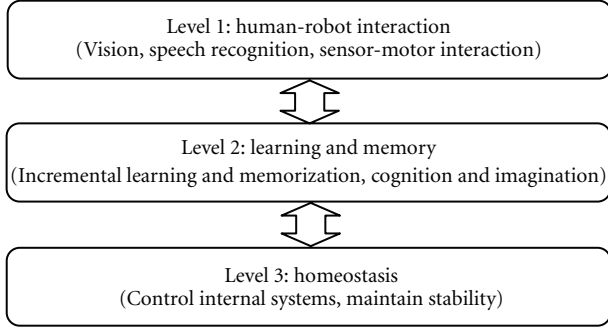 Level 1: human-robot interaction
(Vision, speech recognition, sensor-motor interaction)
Level 2: learning and memory
(Incremental learning and memorization, cognition and imagination)
Level 3: homeostasis
(Control internal systems, maintain stability)